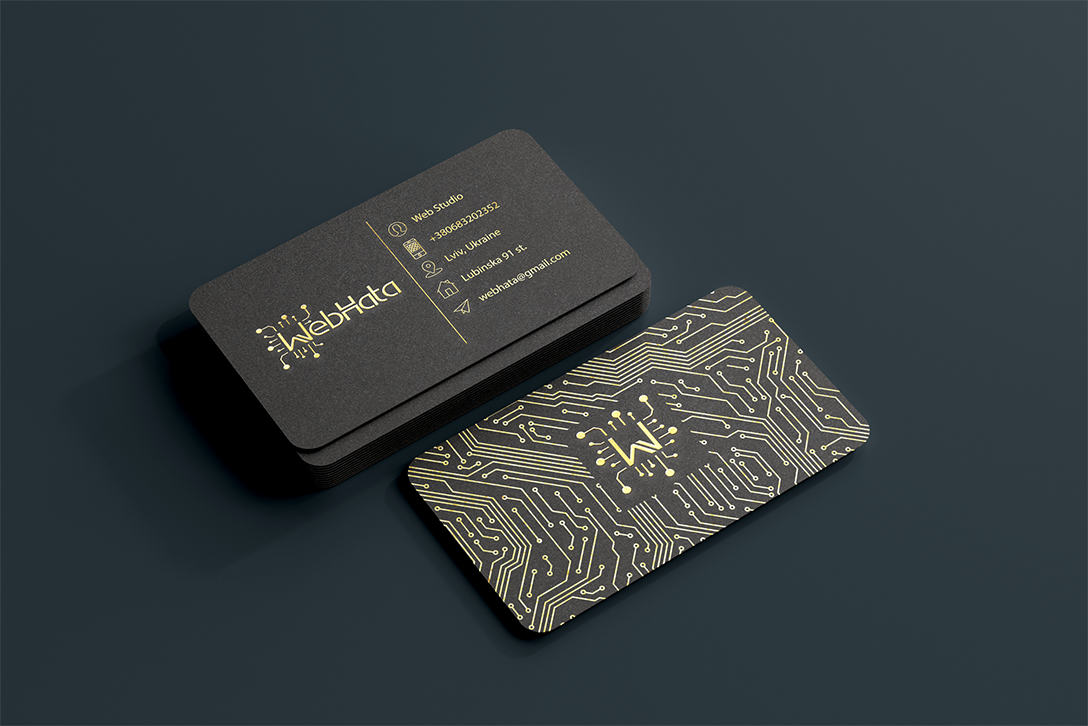 WebHata
Web Studio
+380683202352
Lviv, Ukraine
Lubinska 91 st.
webhata@gmail.com
W